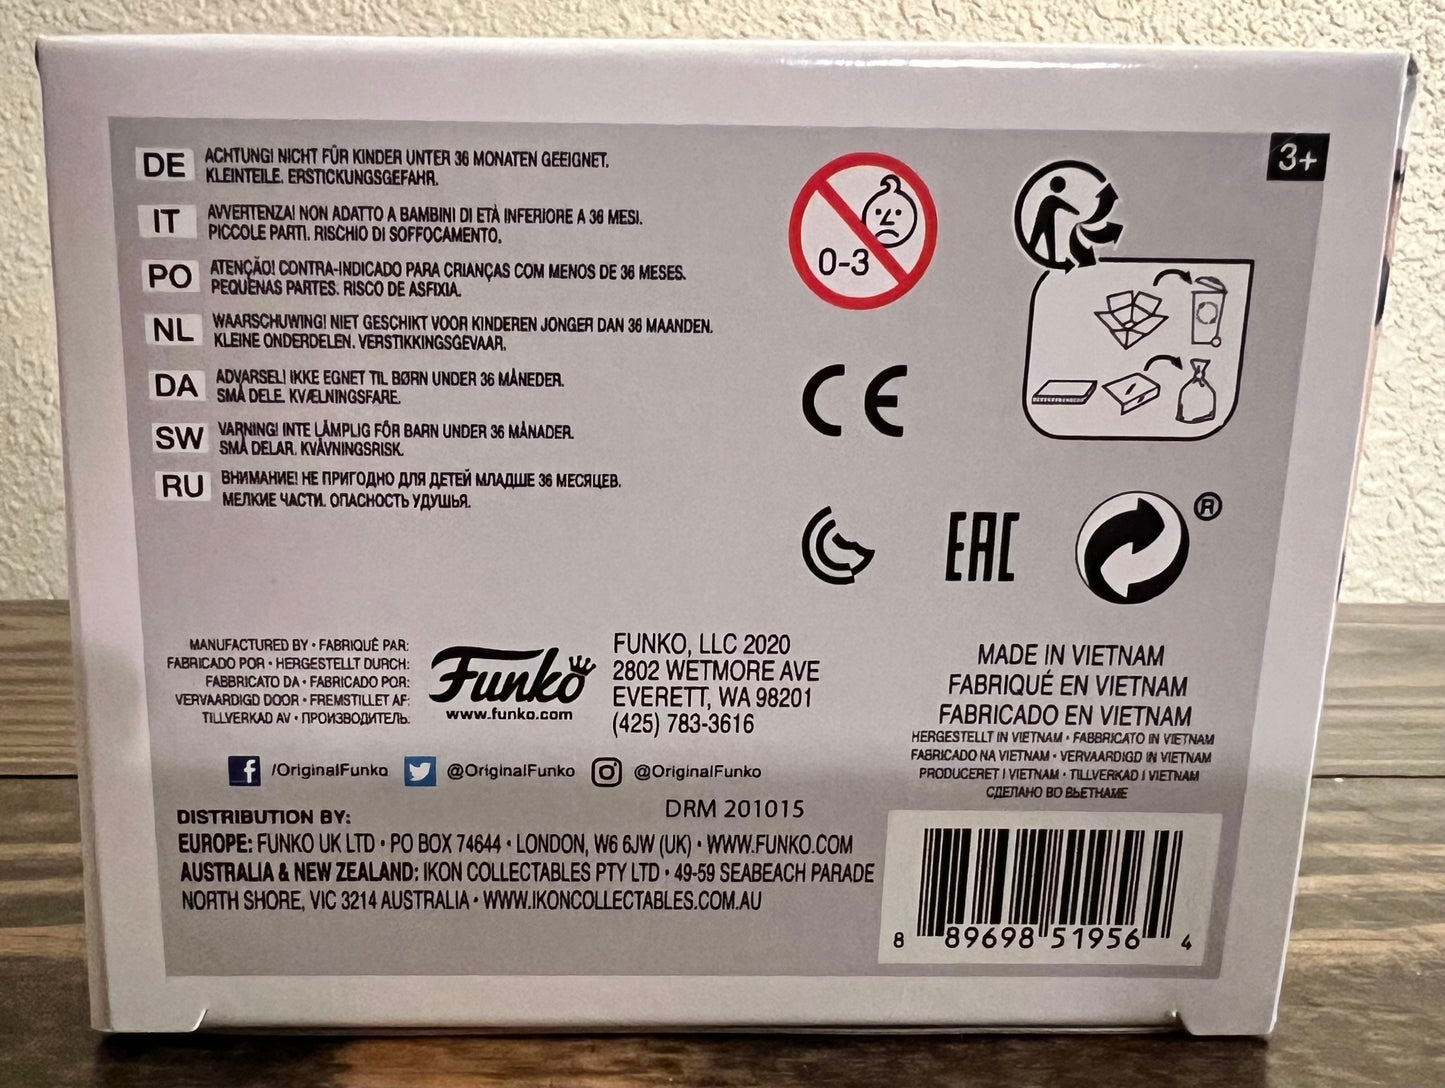 DE ACHTUNG! NICHT FÜR KINDER UNTER 36 MONATEN GEEIGNET.
KLEINTEILE. ERSTICKUNGSGEFAHR.
IT AVVERTENZA! NON ADATTO A BAMBINI DI ETÀ INFERIORE A 36 MESI.
PICCOLE PARTI. RISCHIO DI SOFFOCAMENTO.
PO ATENÇÃO! CONTRA-INDICADO PARA CRIANÇAS COM MENOS DE 36 MESES.
PEQUENAS PARTES. RISCO DE ASFIXIA.
NL WAARSCHUWING! NIET GESCHIKT VOOR KINDEREN JONGER DAN 36 MAANDEN.
KLEINE ONDERDELEN. VERSTIKKINGSGEVAAR.
DA ADVARSEL! IKKE EGNET TIL BØRN UNDER 36 MÅNEDER.
SMÅ DELE. KVÆLNINGSFARE.
SW VARNING! INTE LÅMPLIG FÖR BARN UNDER 36 MÅNADER.
SMÅ DELAR. KVÅVNINGSRISK.
RU ВНИМАНИЕ! НЕ ПРИГОДНО ДЛЯ ДЕТЕЙ МЛАДШЕ 36 МЕСЯЦЕВ.
МЕЛКИЕ ЧАСТИ. ОПАСНОСТЬ УДУШЬЯ.
0-3
3+
CE
EAC
®
MANUFACTURED BY • FABRIQUÉ PAR:
FABRICADO POR • HERGESTELLT DURCH:
FABBRICATO DA • FABRICADO POR:
VERVAARDIGD DOOR • FREMSTILLET AF:
TILLVERKAD AV • ПРОИЗВОДИТЕЛЬ:
Funko
www.funko.com
FUNKO, LLC 2020
2802 WETMORE AVE
EVERETT, WA 98201
(425) 783-3616
MADE IN VIETNAM
FABRIQUÉ EN VIETNAM
FABRICADO EN VIETNAM
HERGESTELLT IN VIETNAM • FABBRICATO IN VIETNAM
FABRICADO NA VIETNAM • VERVAARDIGD IN VIETNAM
PRODUCERET I VIETNAM • TILLVERKAD I VIETNAM
СДЕЛАНО ВО ВЬЕТНАМЕ
f /OriginalFunko @OriginalFunko @OriginalFunko
DRM 201015
DISTRIBUTION BY:
EUROPE: FUNKO UK LTD • PO BOX 74644 • LONDON, W6 6JW (UK) • WWW.FUNKO.COM
AUSTRALIA & NEW ZEALAND: IKON COLLECTABLES PTY LTD • 49-59 SEABEACH PARADE
NORTH SHORE, VIC 3214 AUSTRALIA • WWW.IKONCOLLECTABLES.COM.AU
8 89698 51956 4